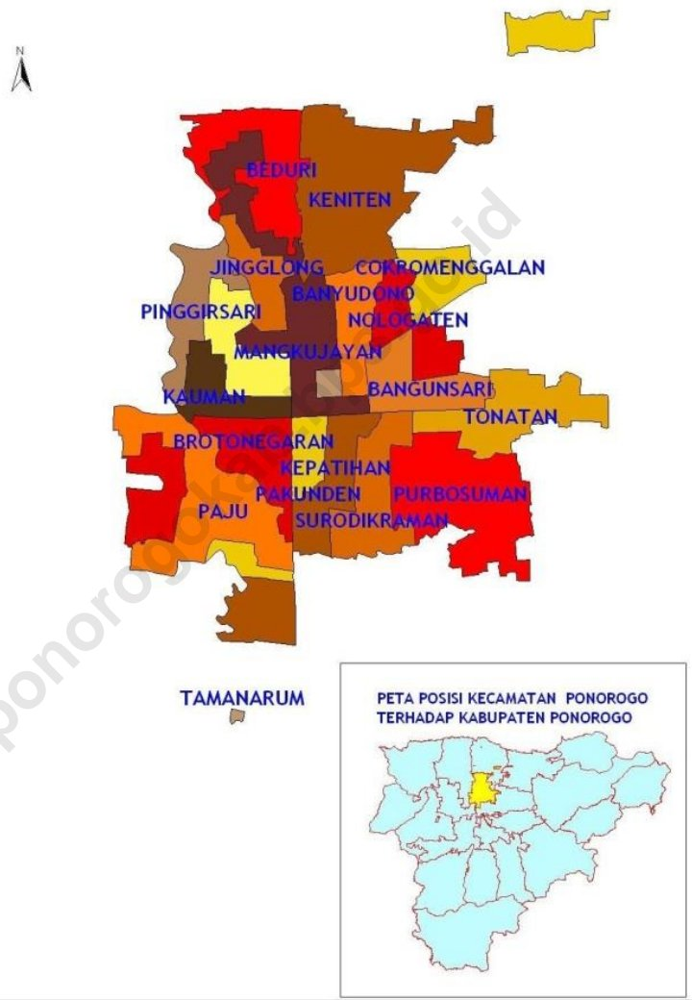 N
BEDURI
KENITEN
JINGGLONG
COKROMENGGALAN
BANYUDONO
PINGGIRSARI
NOLOGATEN
MANGKUJAYAN
BANGUNSARI
KAUMAN
TONATAN
BROTONEGARAN
KEPATIHAN
PAKUNDEN
PURBOSUMAN
PAJU
SURODIKRAMAN
TAMANARUM
PETA POSISI KECAMATAN PONOROGO
TERHADAP KABUPATEN PONOROGO